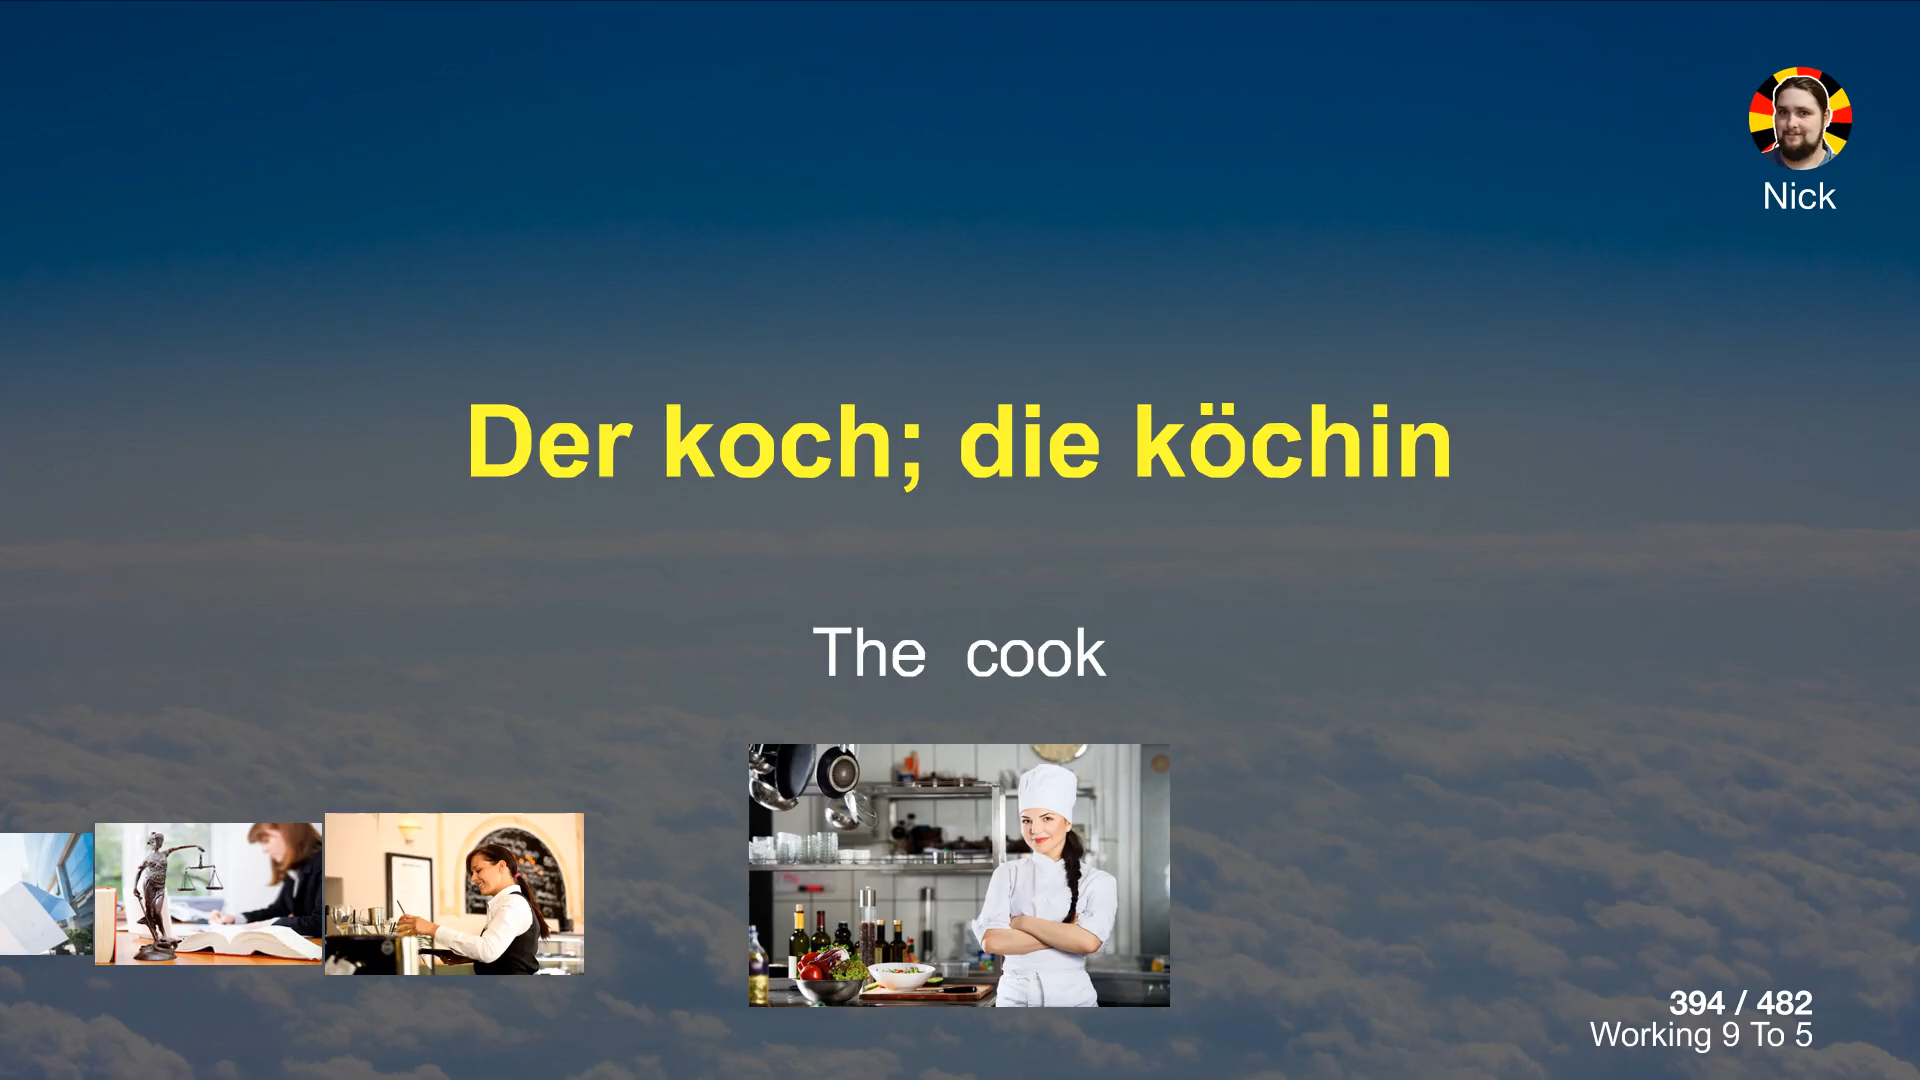 Nick
Der koch; die köchin
The cook
394 / 482
Working 9 To 5